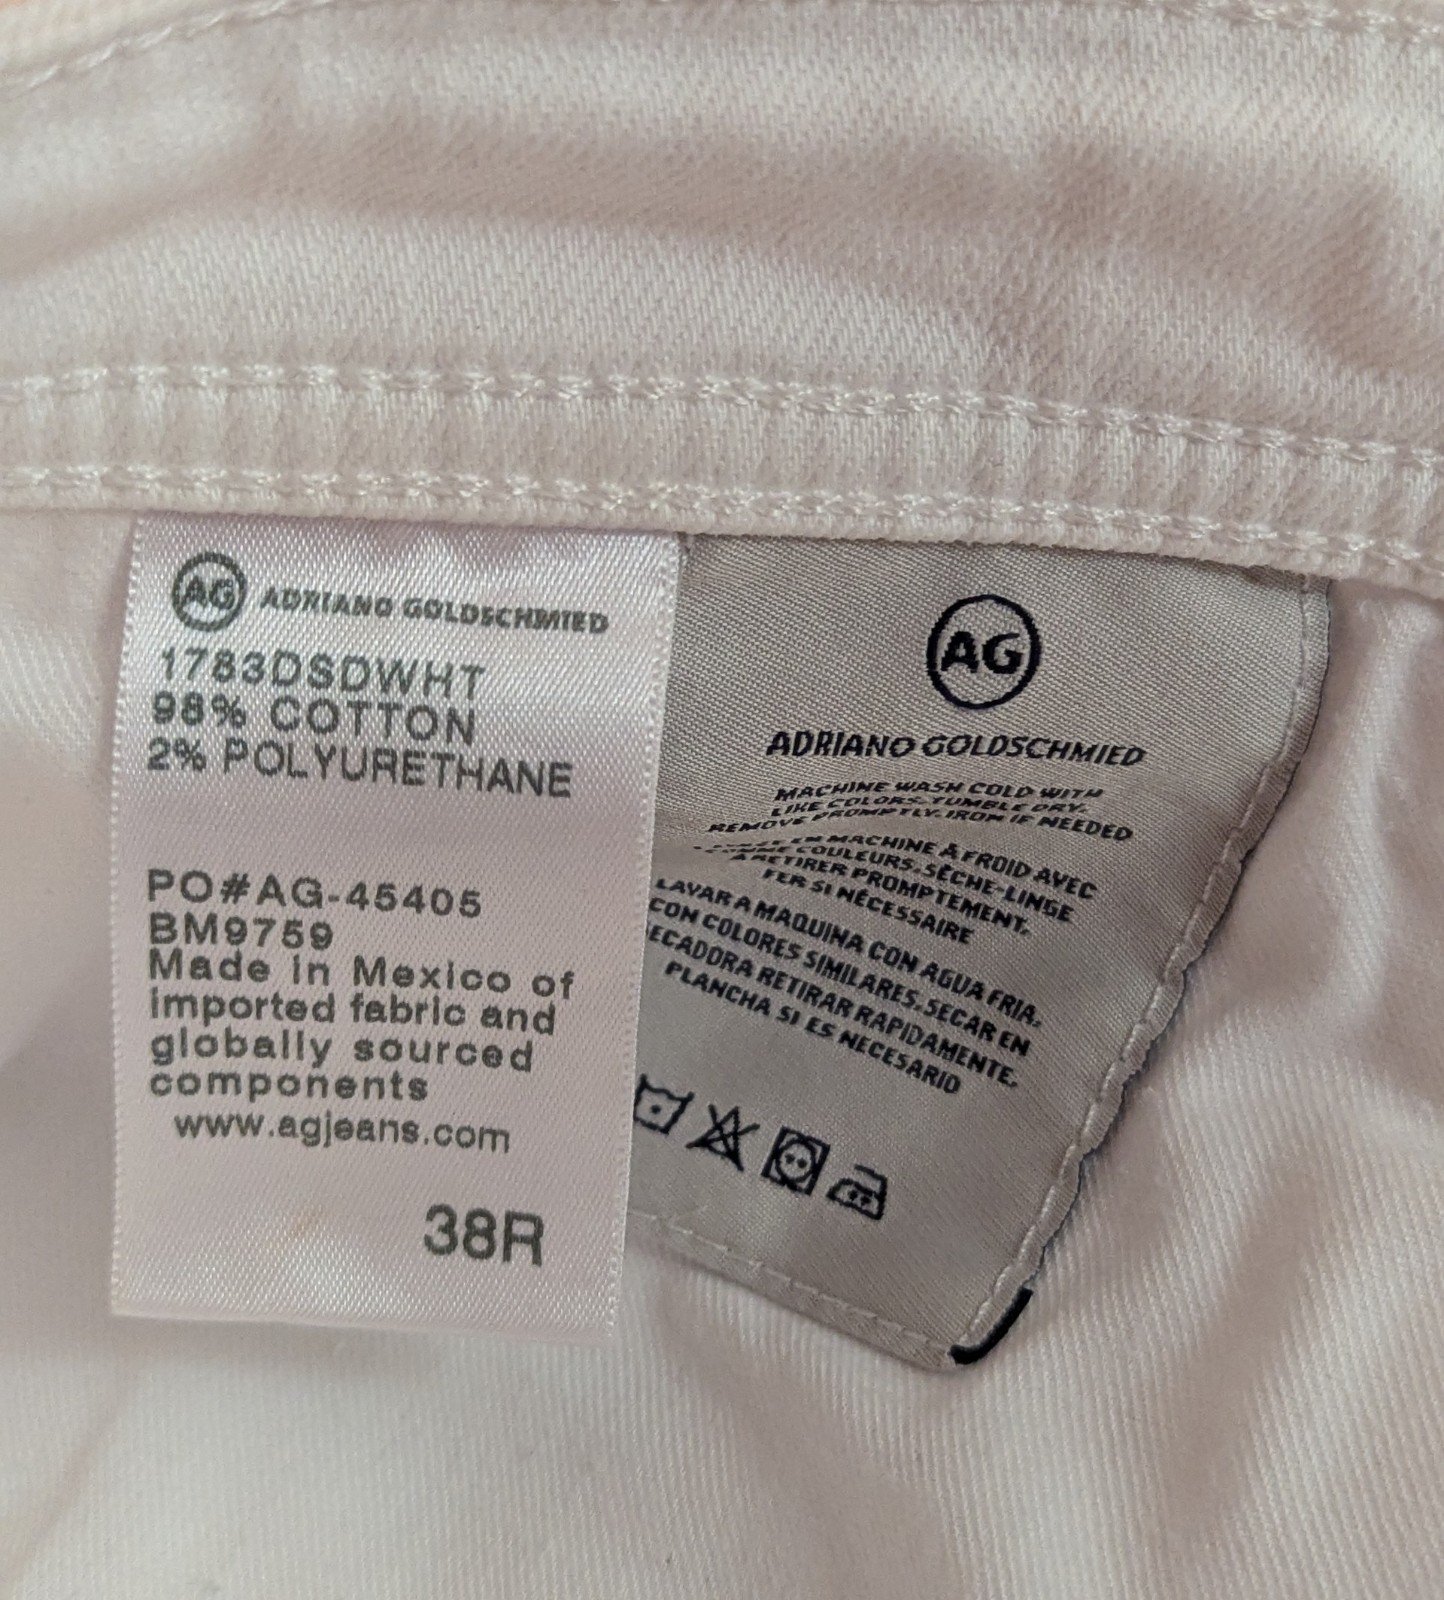 AG ADRIANO GOLDSCHMIED
1783DSDWHT
98% COTTON
2% POLYURETHANE
PO#AG-45405
BM9759
Made in Mexico of
imported fabric and
globally sourced
components
www.agjeans.com
38R
AG
ADRIANO GOLDSCHMIED
MACHINE WASH COLD WITH
LIKE COLORS. TUMBLE DRY.
REMOVE PROMPTLY. IRON IF NEEDED
EN MACHINE À FROID AVEC
COULEURS. SÈCHE-LINGE
À RETIRER PROMPTEMENT.
FER SI NÉCESSAIRE
LAVAR A MAQUINA CON AGUA FRIA,
CON COLORES SIMILARES. SECAR EN
RETIRAR RAPIDAMENTE.
PLANCHA SI ES NECESARIO